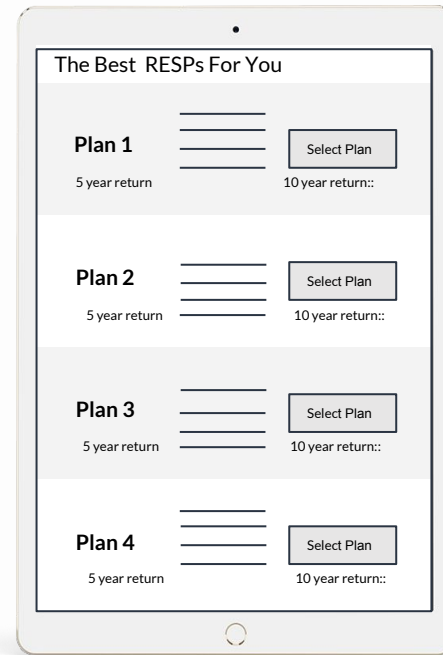 The Best RESPs For You
Plan 1
Select Plan
5 year return 10 year return::
Plan 2
Select Plan
5 year return 10 year return::
Plan 3
Select Plan
5 year return 10 year return::
Plan 4
Select Plan
5 year return 10 year return::